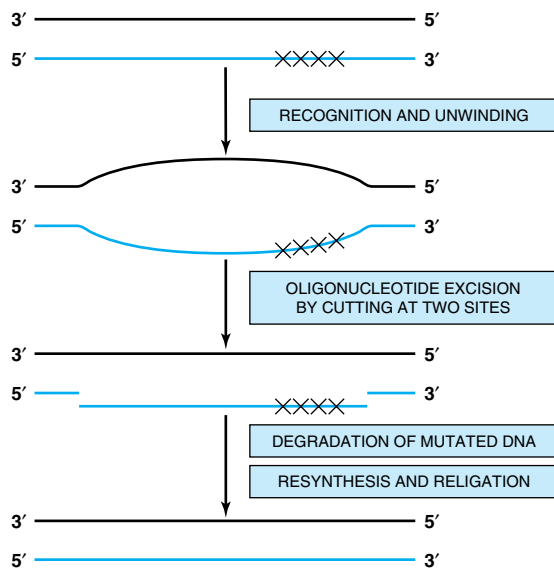 3′ 5′
5′ 3′
RECOGNITION AND UNWINDING
3′ 5′
5′ 3′
OLIGONUCLEOTIDE EXCISION
BY CUTTING AT TWO SITES
3′ 5′
5′ 3′
DEGRADATION OF MUTATED DNA
RESYNTHESIS AND RELIGATION
3′ 5′
5′ 3′